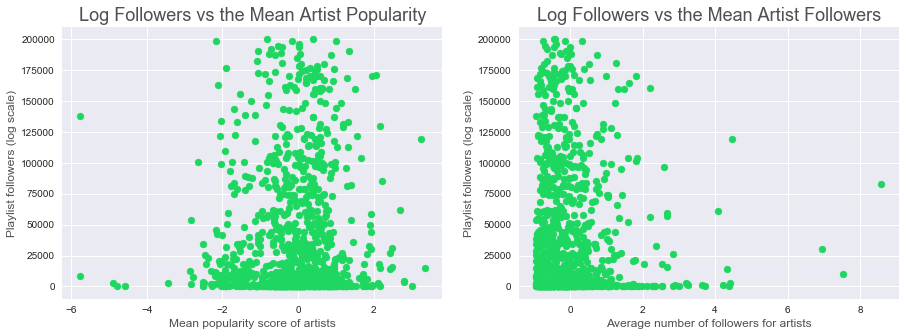 Log Followers vs the Mean Artist Popularity
Playlist followers (log scale)
200000
175000
150000
125000
100000
75000
50000
25000
0
−6 −4 −2 0 2
Mean popularity score of artists
Log Followers vs the Mean Artist Followers
Playlist followers (log scale)
200000
175000
150000
125000
100000
75000
50000
25000
0
0 2 4 6 8
Average number of followers for artists